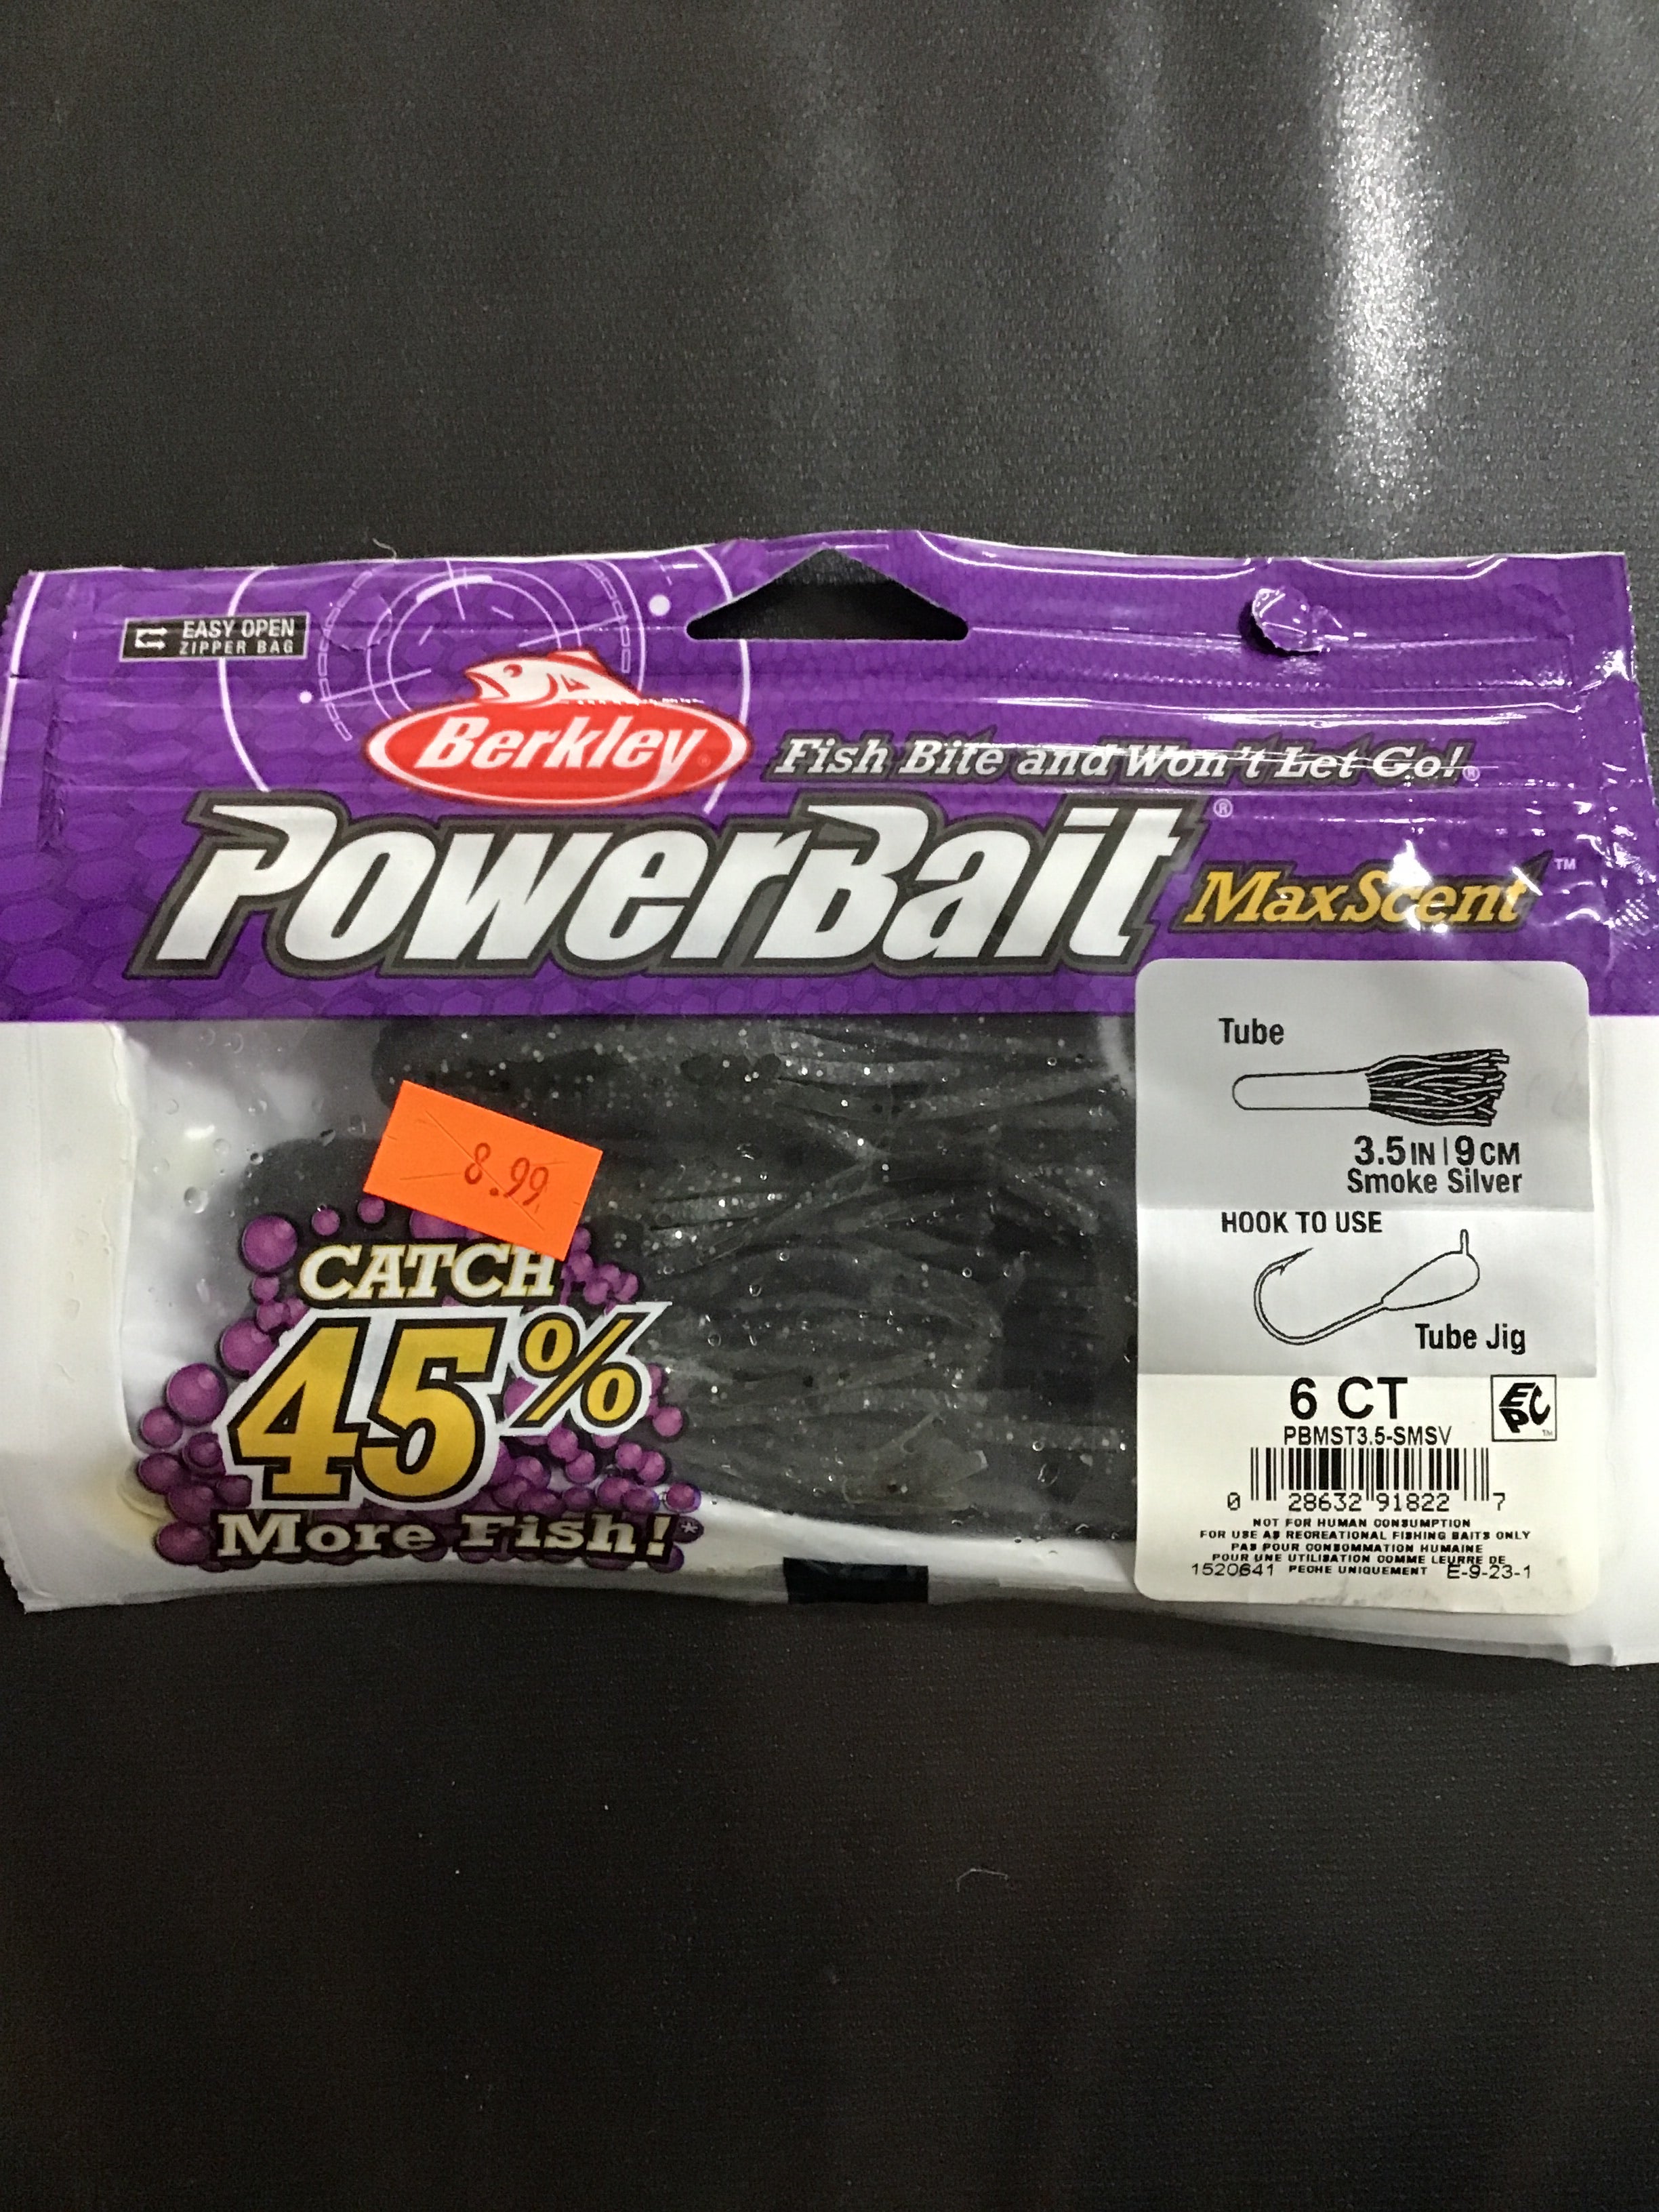 EASY OPEN
ZIPPER BAG
Berkley®
Fish Bite and Won't Let Go!®
PowerBait®
MaxScent™
Tube
3.5 IN | 9 CM
Smoke Silver
HOOK TO USE
Tube Jig
8.99
CATCH
45%
More Fish!*
6 CT
EPC™
PBMST3.5-SMSV
0 28632 91822 7
NOT FOR HUMAN CONSUMPTION
FOR USE AS RECREATIONAL FISHING BAITS ONLY
PAS POUR CONSOMMATION HUMAINE
POUR UNE UTILISATION COMME LEURRE DE
1520641 PECHE UNIQUEMENT E-9-23-1